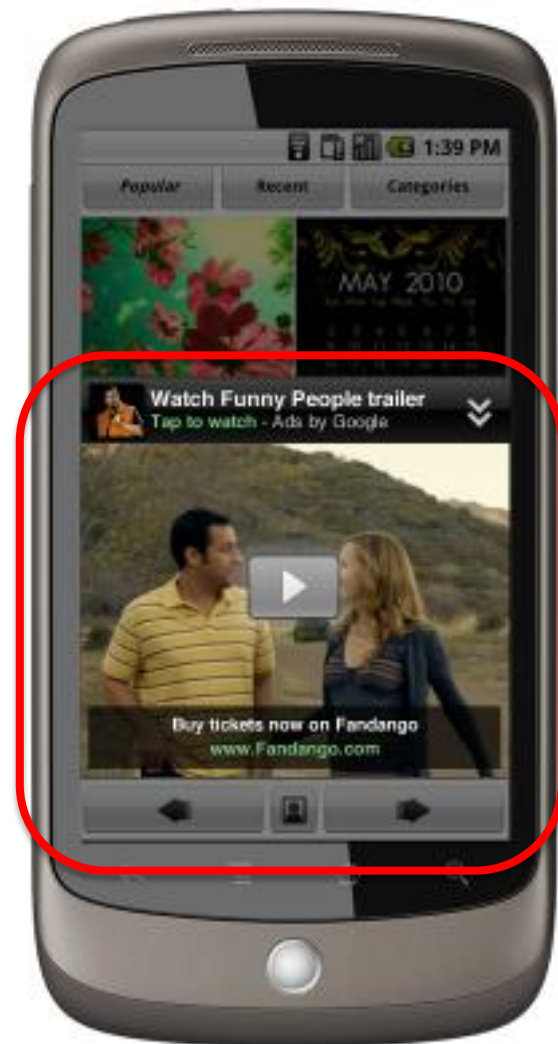 1:39 PM
Popular Recent Categories
MAY 2010
Watch Funny People trailer
Tap to watch - Ads by Google
Buy tickets now on Fandango
www.Fandango.com